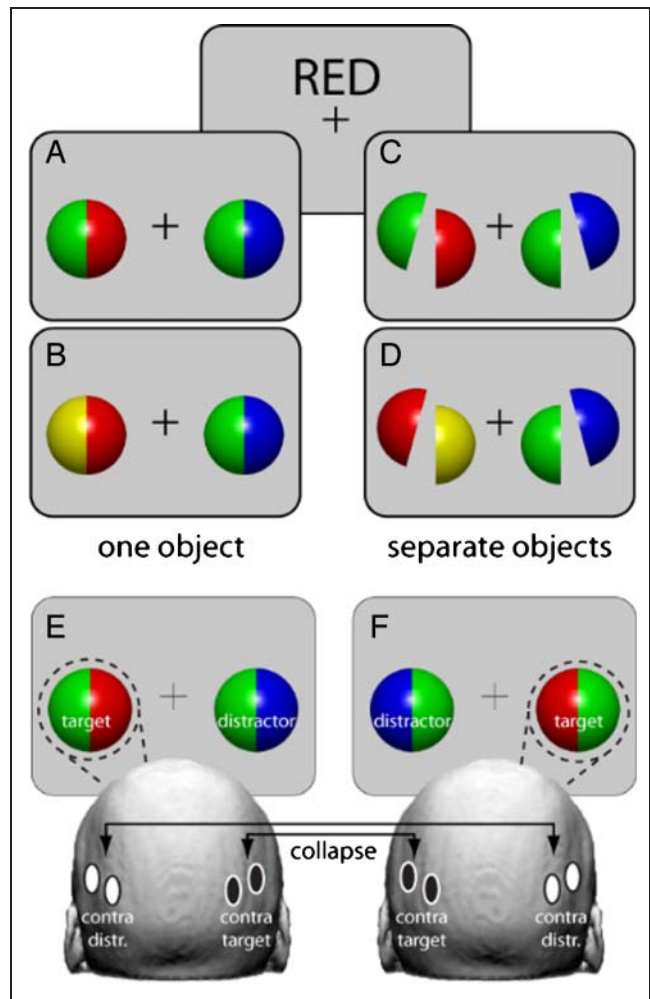 RED
+
A
C
+
+
B
D
+
+
one object
separate objects
E
F
target
+
distractor
distractor
+
target
collapse
contra
distr.
contra
target
contra
target
contra
distr.